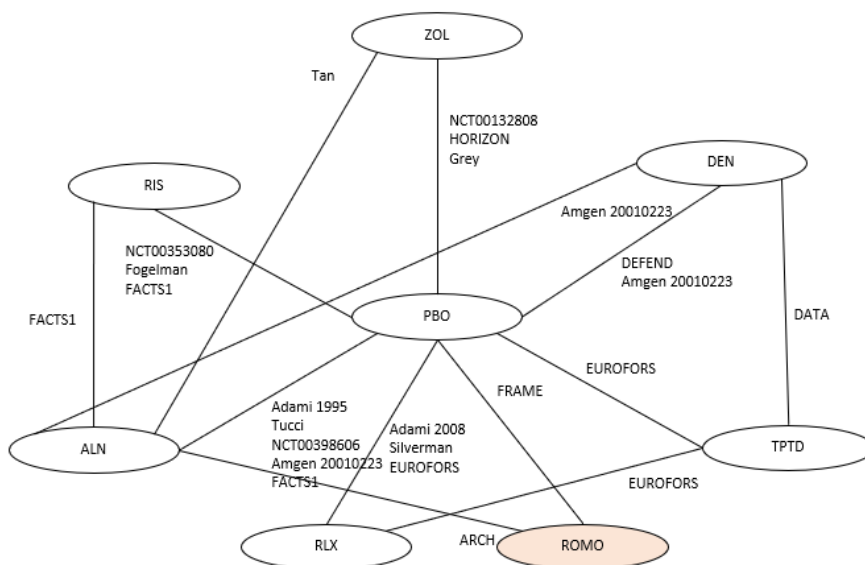 ZOL
Tan
NCT00132808
HORIZON
Grey
DEN
RIS
Amgen 20010223
NCT00353080
Fogelman
FACTS1
DEFEND
Amgen 20010223
FACTS1
PBO
DATA
EUROFORS
FRAME
Adami 1995
Tucci
NCT00398606
Amgen 20010223
FACTS1
Adami 2008
Silverman
EUROFORS
ALN
TPTD
EUROFORS
RLX
ARCH
ROMO